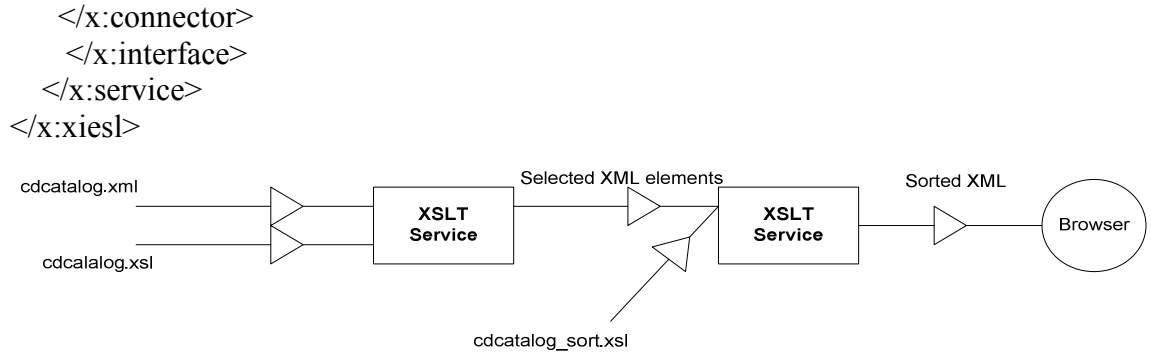 </x:connector>
</x:interface>
</x:service>
</x:xiesl>
cdcatalog.xml
cdcalalog.xsl
XSLT
Service
Selected XML elements
cdcatalog_sort.xsl
XSLT
Service
Sorted XML
Browser